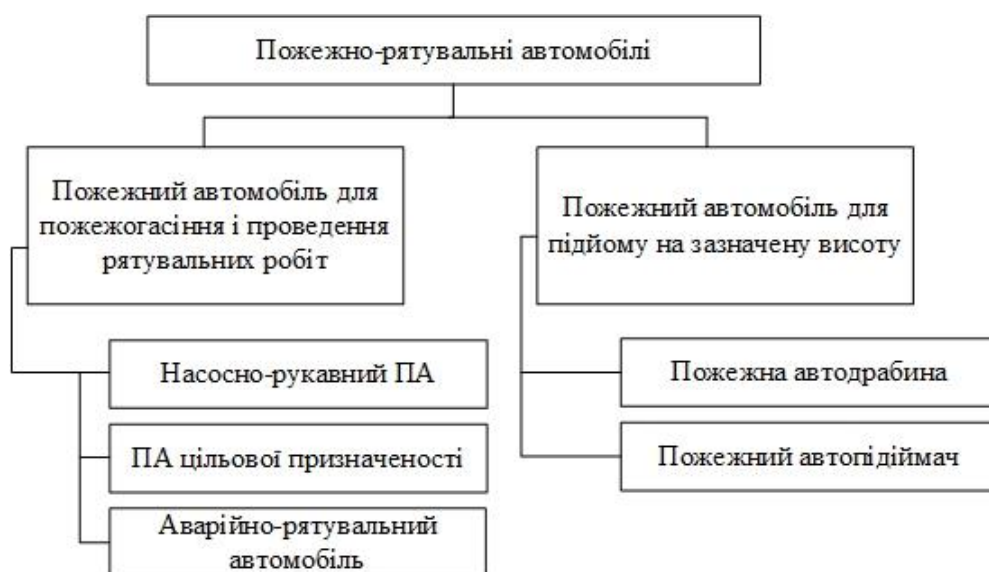 Пожежно-рятувальні автомобілі
Пожежний автомобіль для
пожежогасіння і проведення
рятувальних робіт
Пожежний автомобіль для
підйому на зазначену висоту
Насосно-рукавний ПА
ПА цільової призначеності
Аварійно-рятувальний
автомобіль
Пожежна автодрабина
Пожежний автопідіймач